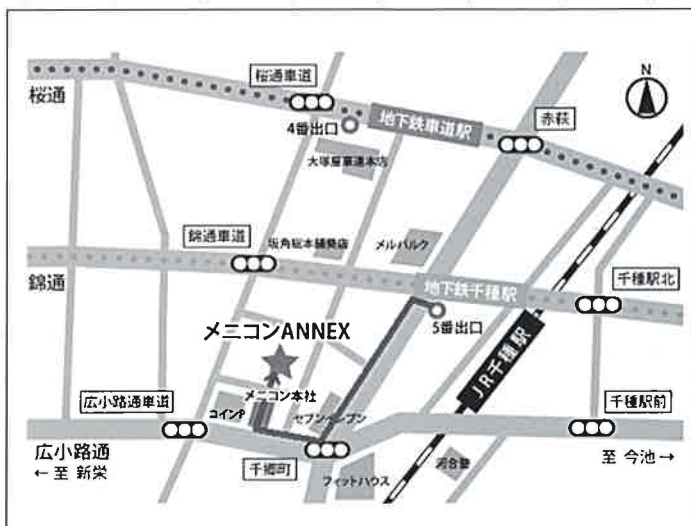 桜通車道
N
桜通
4番出口
地下鉄車道駅
赤萩
大塚屋車道本店
錦通車道
坂角総本舖葵店
メルパルク
錦通
地下鉄千種駅
千種駅北
5番出口
メニコンANNEX
JR千種駅
広小路通車道
メニコン本社
コインP
セブンイレブン
千種駅前
広小路通
← 至 新栄
千郷町
河合塾
至 今池 →
フィットハウス